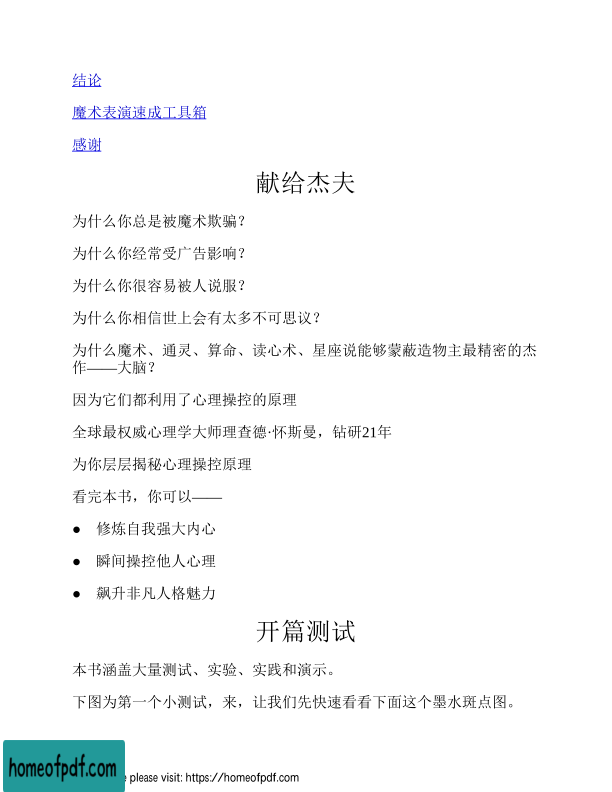 结论
魔术表演速成工具箱
感谢
献给杰夫
为什么你总是被魔术欺骗？
为什么你经常受广告影响？
为什么你很容易被人说服？
为什么你相信世上会有太多不可思议？
为什么魔术、通灵、算命、读心术、星座说能够蒙蔽造物主最精密的杰
作——大脑？
因为它们都利用了心理操控的原理
全球最权威心理学大师理查德·怀斯曼，钻研21年
为你层层揭秘心理操控原理
看完本书，你可以——
● 修炼自我强大内心
● 瞬间操控他人心理
● 飙升非凡人格魅力
开篇测试
本书涵盖大量测试、实验、实践和演示。
下图为第一个小测试，来，让我们先快速看看下面这个墨水斑点图。
homeofpdf.com
please visit: https://homeofpdf.com